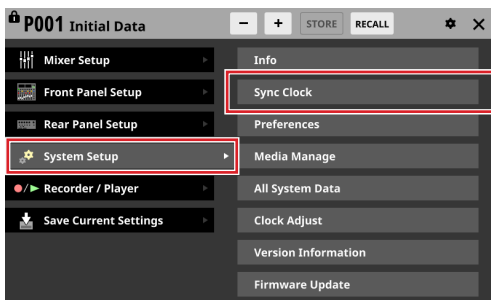 P001 Initial Data
- + STORE RECALL
Mixer Setup
Front Panel Setup
Rear Panel Setup
System Setup
Recorder / Player
Save Current Settings
Info
Sync Clock
Preferences
Media Manage
All System Data
Clock Adjust
Version Information
Firmware Update